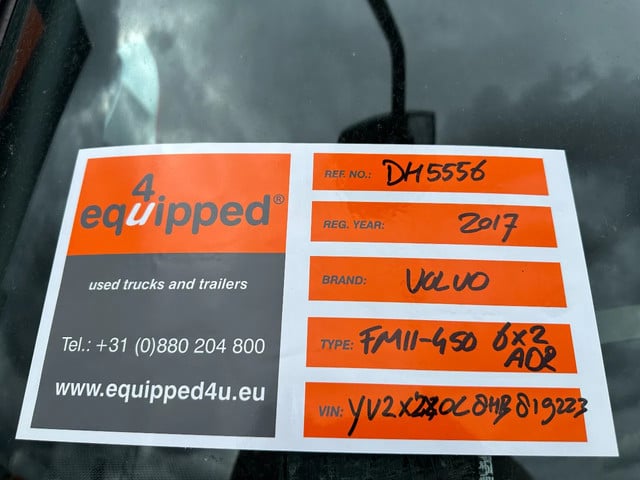 4
equipped®
used trucks and trailers
Tel.: +31 (0)880 204 800
www.equipped4u.eu
REF. NO.: DH5556
REG. YEAR: 2017
BRAND: VOLVO
TYPE: FM11-450 6x2
ADR
VIN: